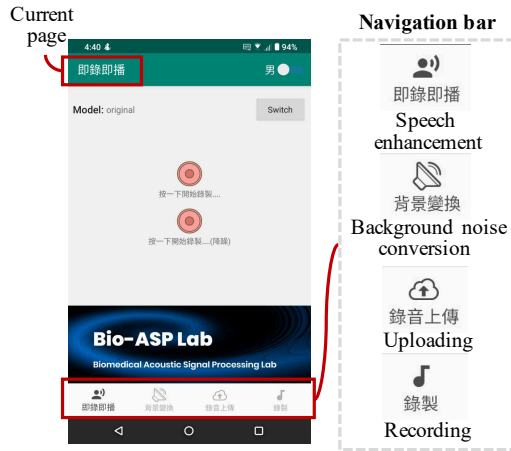 Current
page
4:40
94%
即錄即播
男
Model: original
Switch
按一下開始錄製....
按一下開始錄製....(降噪)
Bio-ASP Lab
Biomedical Acoustic Signal Processing Lab
即錄即播
背景變換
錄音上傳
錄製
Navigation bar
即錄即播
Speech
enhancement
背景變換
Background noise
conversion
錄音上傳
Uploading
錄製
Recording